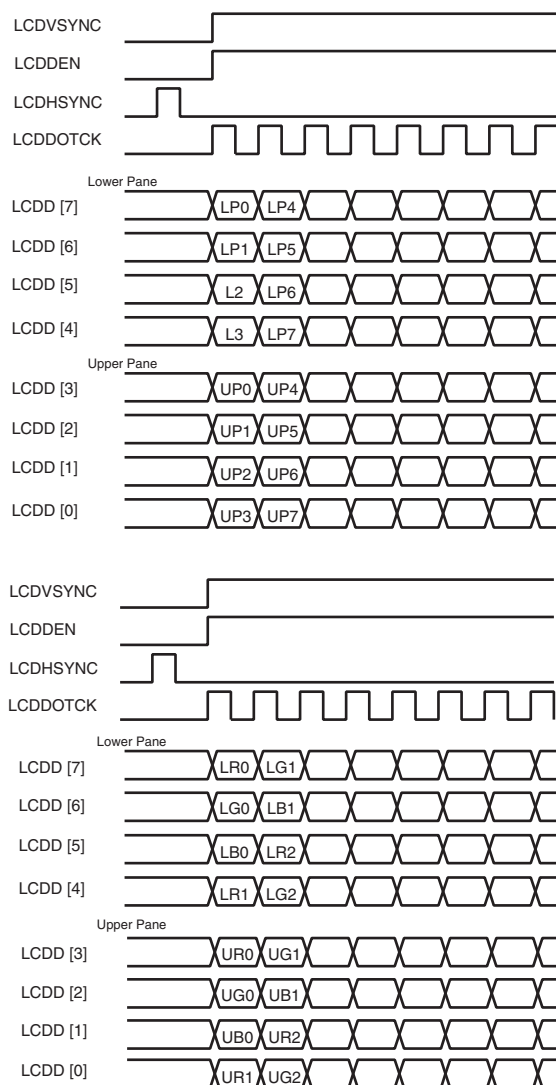 LCDVSYNC
LCDDEN
LCDHSYNC
LCDDOTCK
Lower Pane
LCDD [7] LP0 LP4
LCDD [6] LP1 LP5
LCDD [5] L2 LP6
LCDD [4] L3 LP7
Upper Pane
LCDD [3] UP0 UP4
LCDD [2] UP1 UP5
LCDD [1] UP2 UP6
LCDD [0] UP3 UP7
LCDVSYNC
LCDDEN
LCDHSYNC
LCDDOTCK
Lower Pane
LCDD [7] LR0 LG1
LCDD [6] LG0 LB1
LCDD [5] LB0 LR2
LCDD [4] LR1 LG2
Upper Pane
LCDD [3] UR0 UG1
LCDD [2] UG0 UB1
LCDD [1] UB0 UR2
LCDD [0] UR1 UG2